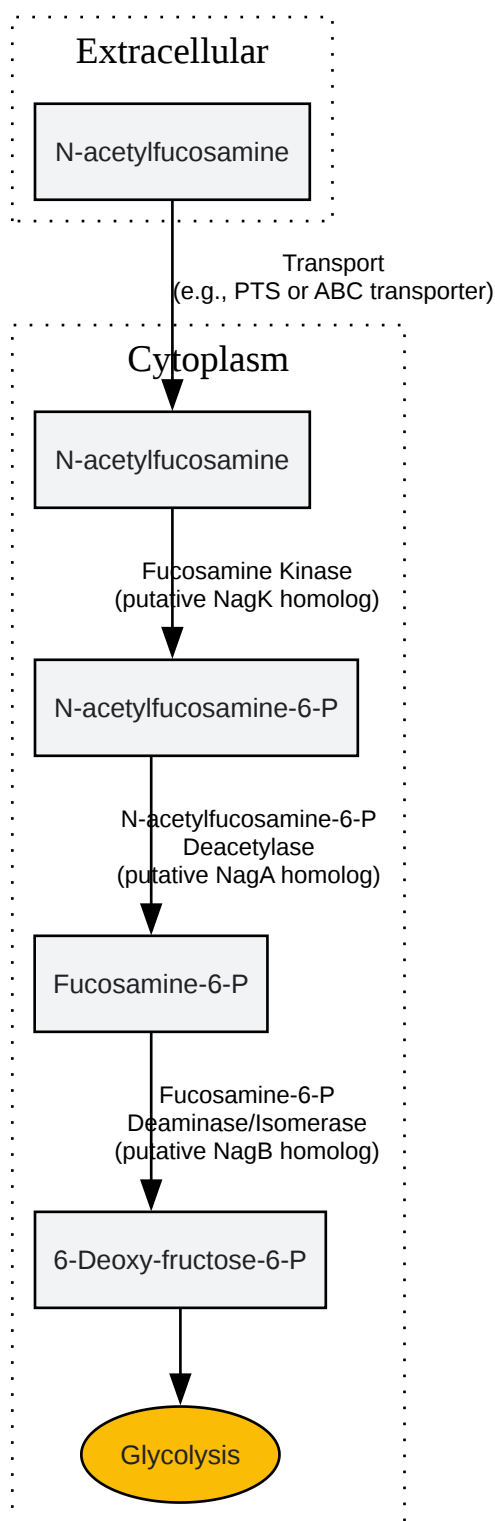 Extracellular
N-acetylfucosamine
Transport
(e.g., PTS or ABC transporter)
Cytoplasm
N-acetylfucosamine
Fucosamine Kinase
(putative NagK homolog)
N-acetylfucosamine-6-P
N-acetylfucosamine-6-P
Deacetylase
(putative NagA homolog)
Fucosamine-6-P
Fucosamine-6-P
Deaminase/Isomerase
(putative NagB homolog)
6-Deoxy-fructose-6-P
Glycolysis